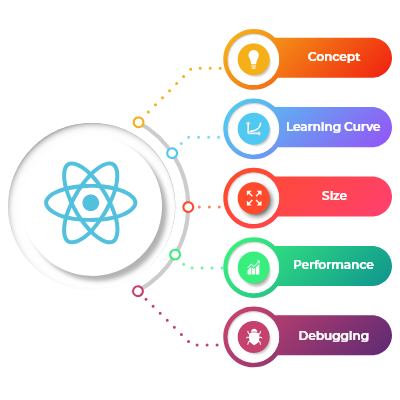 Concept
Learning Curve
Size
Performance
Debugging